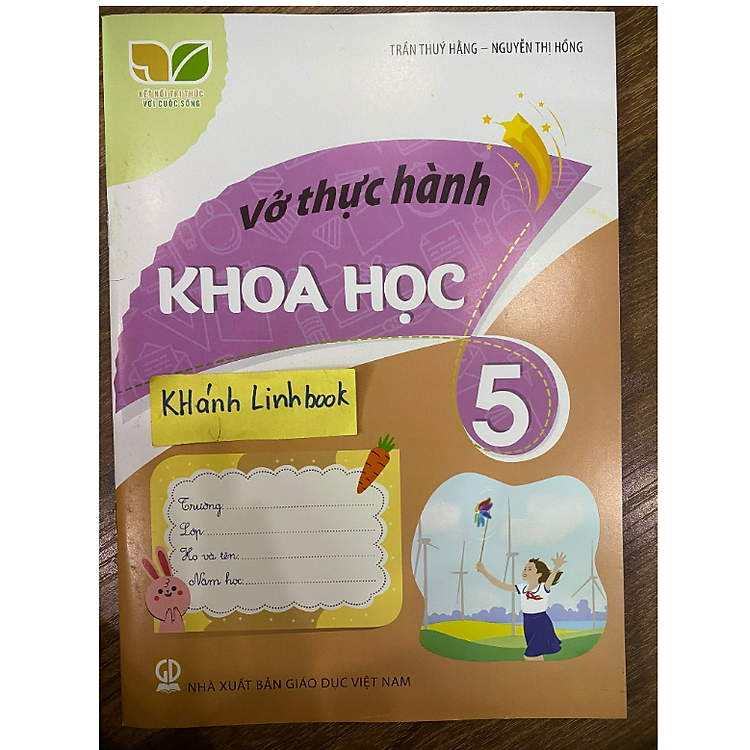 TRẦN THUÝ HẰNG – NGUYỄN THỊ HỒNG
KẾT NỐI TRI THỨC
VỚI CUỘC SỐNG
Vở thực hành
KHOA HỌC
5
KHánh Linhbook
Trường:
Lớp:
Họ và tên:
Năm học:
GD
NHÀ XUẤT BẢN GIÁO DỤC VIỆT NAM